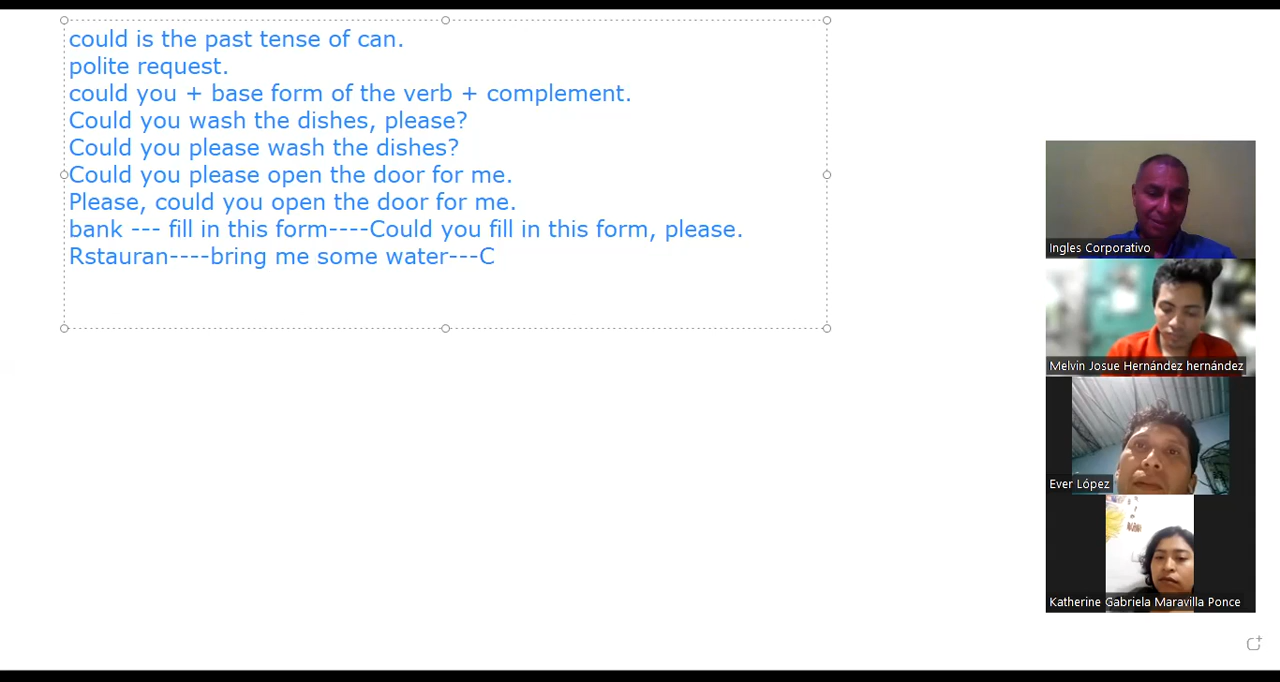 could is the past tense of can.
polite request.
could you + base form of the verb + complement.
Could you wash the dishes, please?
Could you please wash the dishes?
Could you please open the door for me.
Please, could you open the door for me.
bank --- fill in this form----Could you fill in this form, please.
Rstauran----bring me some water---C
Ingles Corporativo
Melvin Josue Hernández hernández
Ever López
Katherine Gabriela Maravilla Ponce